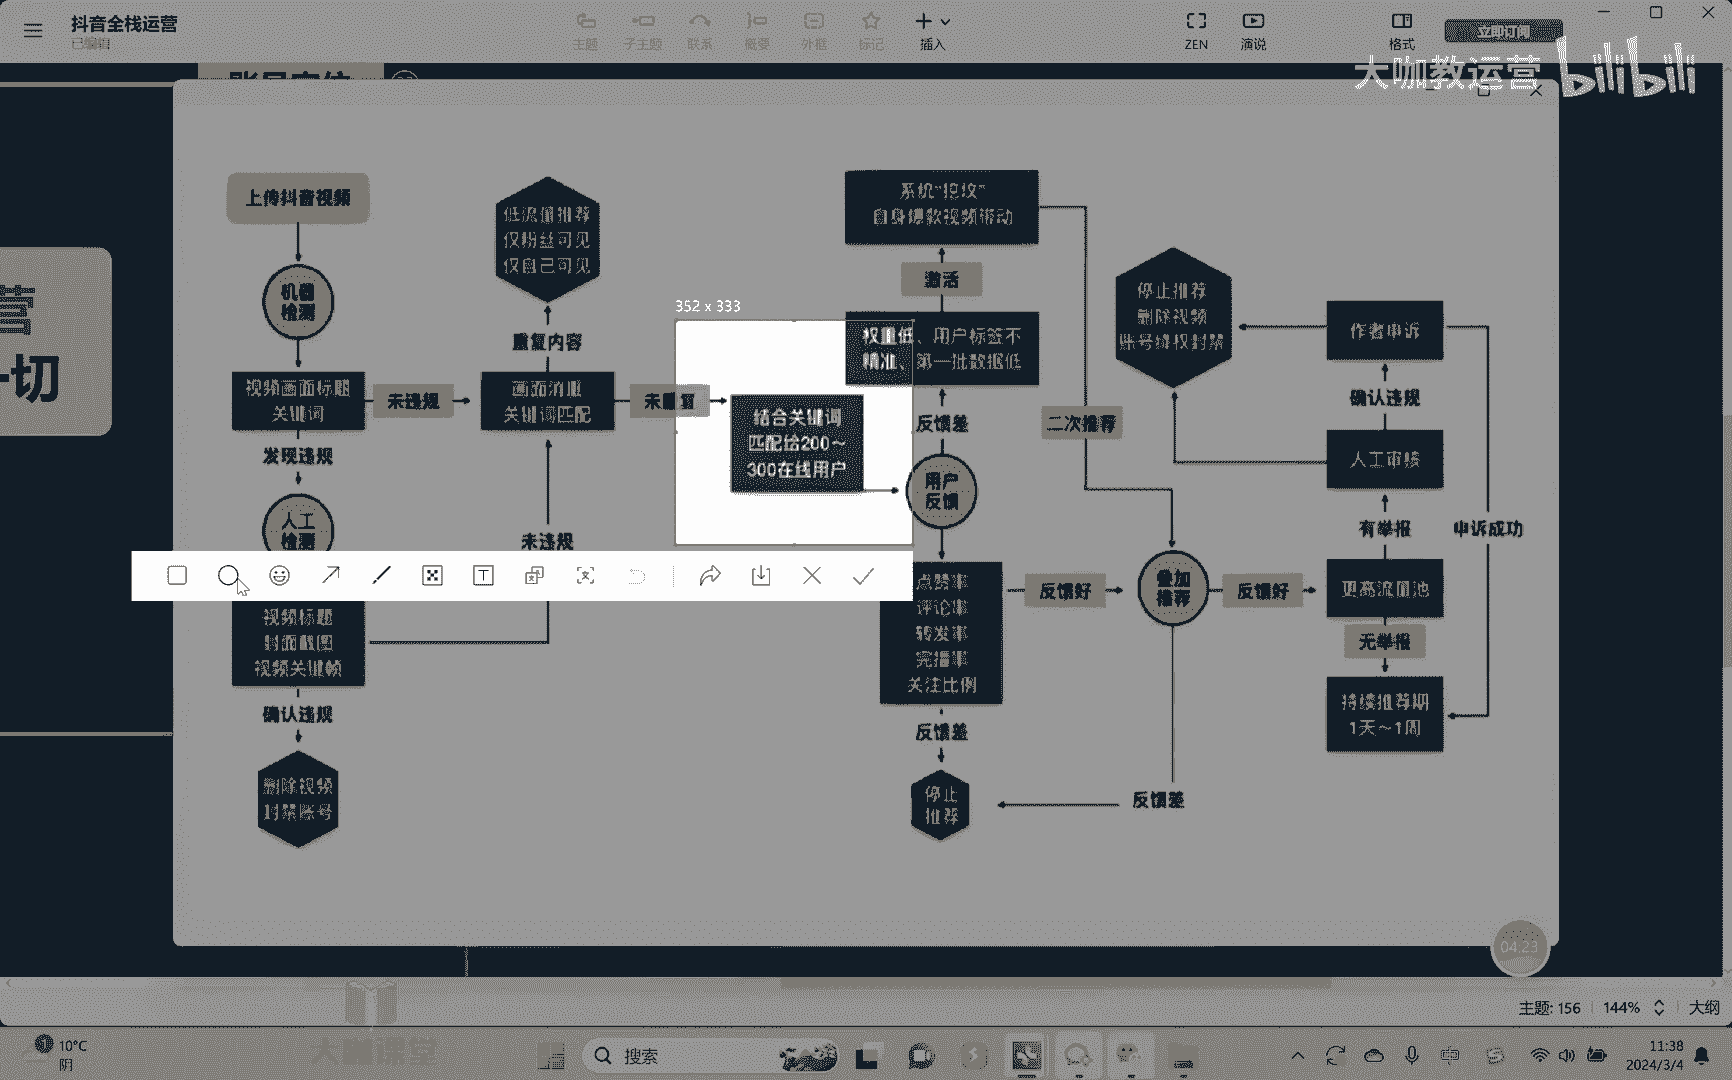 抖音全栈运营
已编辑
主题
子主题
联系
概要
外框
标记
插入
ZEN
演说
格式
立即订阅
大咖教运营
bilibili
账号定位
营
一切
上传抖音视频
机器
检测
视频画面标题
关键词
未违规
发现违规
人工
检测
视频标题
封面截图
视频关键帧
确认违规
删除视频
封禁账号
低流量推荐
仅粉丝可见
仅自己可见
重复内容
画面消重
关键词匹配
未重复
未违规
352 x 333
结合关键词
匹配给200~
300在线用户
系统“挖坟”
自身爆款视频带动
激活
权重低、用户标签不
精准、第一批数据低
反馈差
用户
反馈
点赞率
评论率
转发率
完播率
关注比例
反馈差
停止
推荐
反馈好
二次推荐
叠加
推荐
反馈好
反馈差
停止推荐
删除视频
账号降权封禁
作者申诉
确认违规
人工审核
有举报
申诉成功
更高流量池
无举报
持续推荐期
1天~1周
04:23
主题: 156
144%
大纲
1
10°C
阴
课堂
搜索
中
11:38
2024/3/4